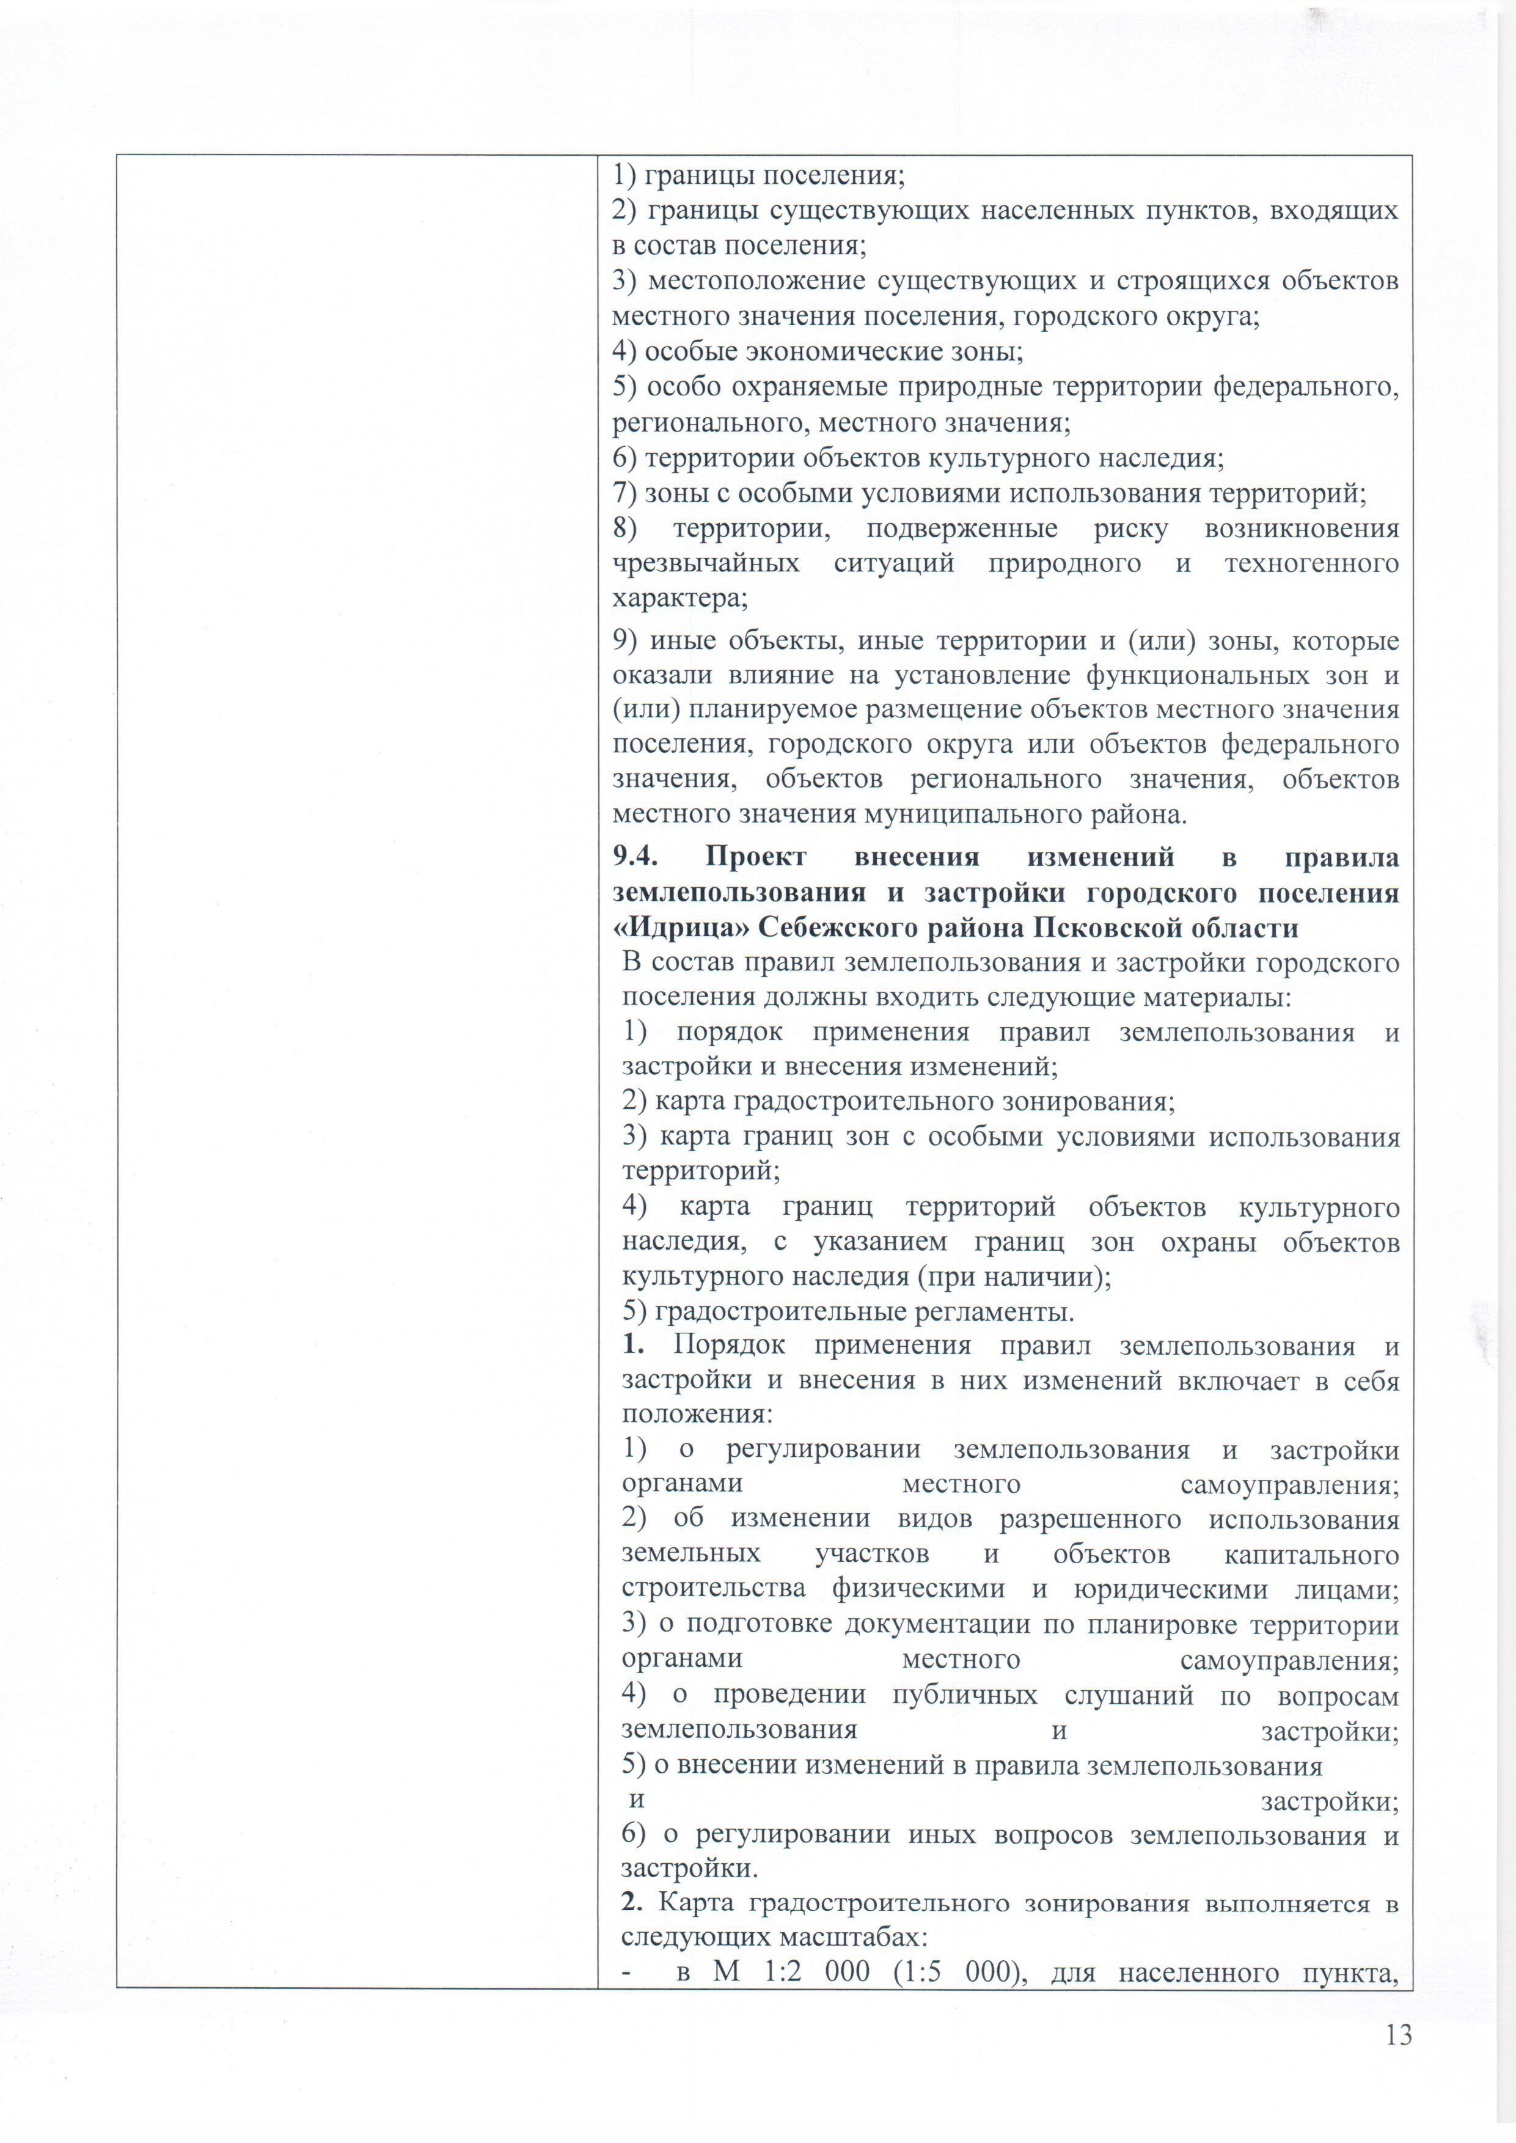 1) границы поселения;
2) границы существующих населенных пунктов, входящих
в состав поселения;
3) местоположение существующих и строящихся объектов
местного значения поселения, городского округа;
4) особые экономические зоны;
5) особо охраняемые природные территории федерального,
регионального, местного значения;
6) территории объектов культурного наследия;
7) зоны с особыми условиями использования территорий;
8) территории, подверженные риску возникновения
чрезвычайных ситуаций природного и техногенного
характера;
9) иные объекты, иные территории и (или) зоны, которые
оказали влияние на установление функциональных зон и
(или) планируемое размещение объектов местного значения
поселения, городского округа или объектов федерального
значения, объектов регионального значения, объектов
местного значения муниципального района.
9.4. Проект внесения изменений в правила
землепользования и застройки городского поселения
«Идрица» Себежского района Псковской области
В состав правил землепользования и застройки городского
поселения должны входить следующие материалы:
1) порядок применения правил землепользования и
застройки и внесения изменений;
2) карта градостроительного зонирования;
3) карта границ зон с особыми условиями использования
территорий;
4) карта границ территорий объектов культурного
наследия, с указанием границ зон охраны объектов
культурного наследия (при наличии);
5) градостроительные регламенты.
1. Порядок применения правил землепользования и
застройки и внесения в них изменений включает в себя
положения:
1) о регулировании землепользования и застройки
органами местного самоуправления;
2) об изменении видов разрешенного использования
земельных участков и объектов капитального
строительства физическими и юридическими лицами;
3) о подготовке документации по планировке территории
органами местного самоуправления;
4) о проведении публичных слушаний по вопросам
землепользования и застройки;
5) о внесении изменений в правила землепользования
и застройки;
6) о регулировании иных вопросов землепользования и
застройки.
2. Карта градостроительного зонирования выполняется в
следующих масштабах:
- в М 1:2 000 (1:5 000), для населенного пункта,
13